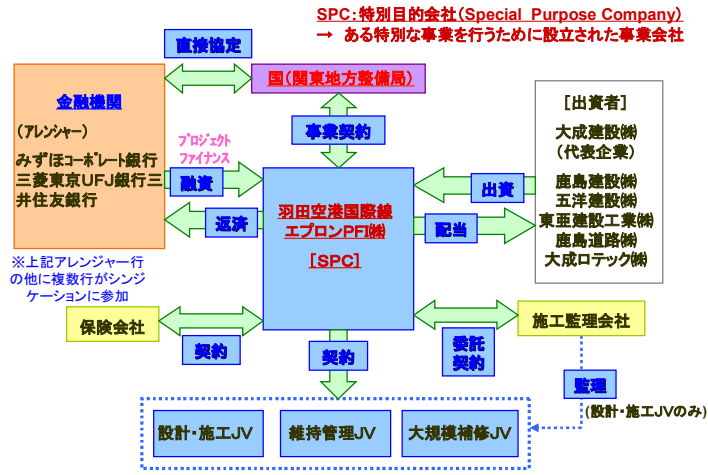 SPC：特別目的会社（Special Purpose Company）
→ ある特別な事業を行うために設立された事業会社
直接協定
国（関東地方整備局）
金融機関
（アレンシャー）
みずほコーポレート銀行
三菱東京ＵＦＪ銀行三
井住友銀行
プロジェクト
ファイナンス
融資
返済
事業契約
羽田空港国際線
エプロンPFI㈱
［SPC］
出資
配当
［出資者］
大成建設㈱
（代表企業）
鹿島建設㈱
五洋建設㈱
東亜建設工業㈱
鹿島道路㈱
大成ロテック㈱
※上記アレンジャー行
の他に複数行がシンジ
ケーションに参加
保険会社
契約
契約
委託
契約
施工監理会社
監理
(設計・施工ＪＶのみ)
設計・施工ＪＶ
維持管理ＪＶ
大規模補修ＪＶ